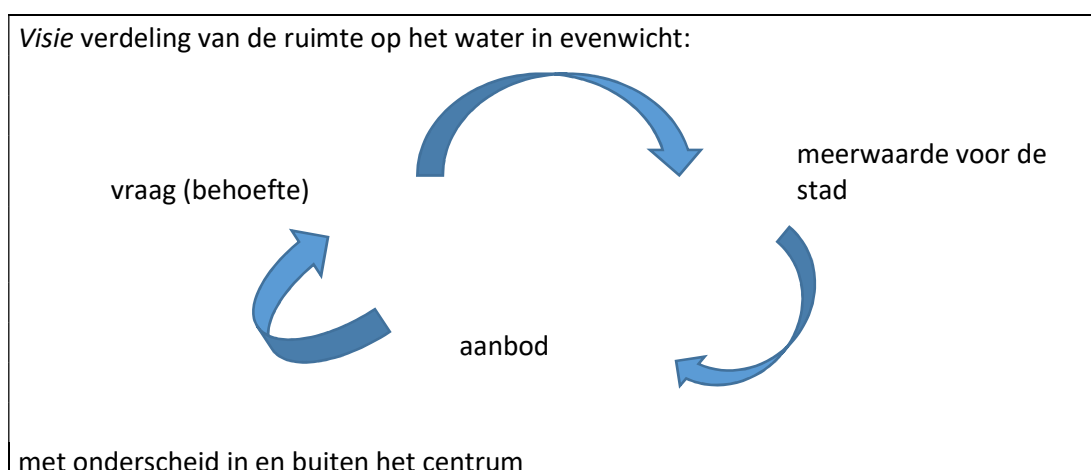 Visie verdeling van de ruimte op het water in evenwicht:
meerwaarde voor de
stad
vraag (behoefte)
aanbod
met onderscheid in en buiten het centrum